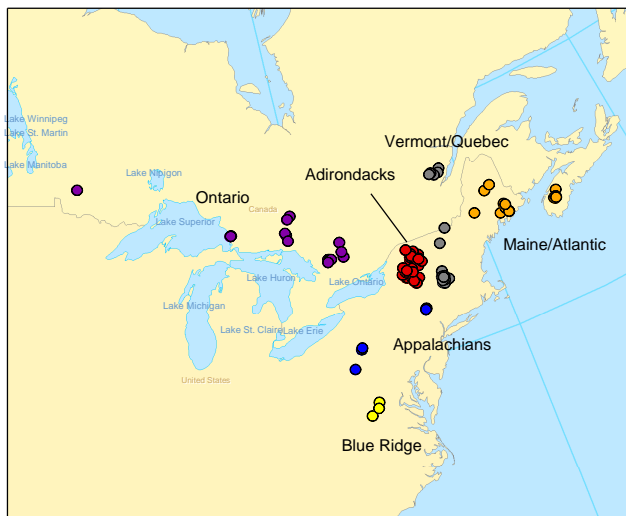 Lake Winnipeg
Lake St. Martin
Vermont/Quebec
Lake Manitoba
Lake Nipigon
Adirondacks
Ontario
Canada
Lake Superior
Maine/Atlantic
Lake Huron
Lake Ontario
Lake Michigan
Lake St. Claire
Lake Erie
Appalachians
United States
Blue Ridge